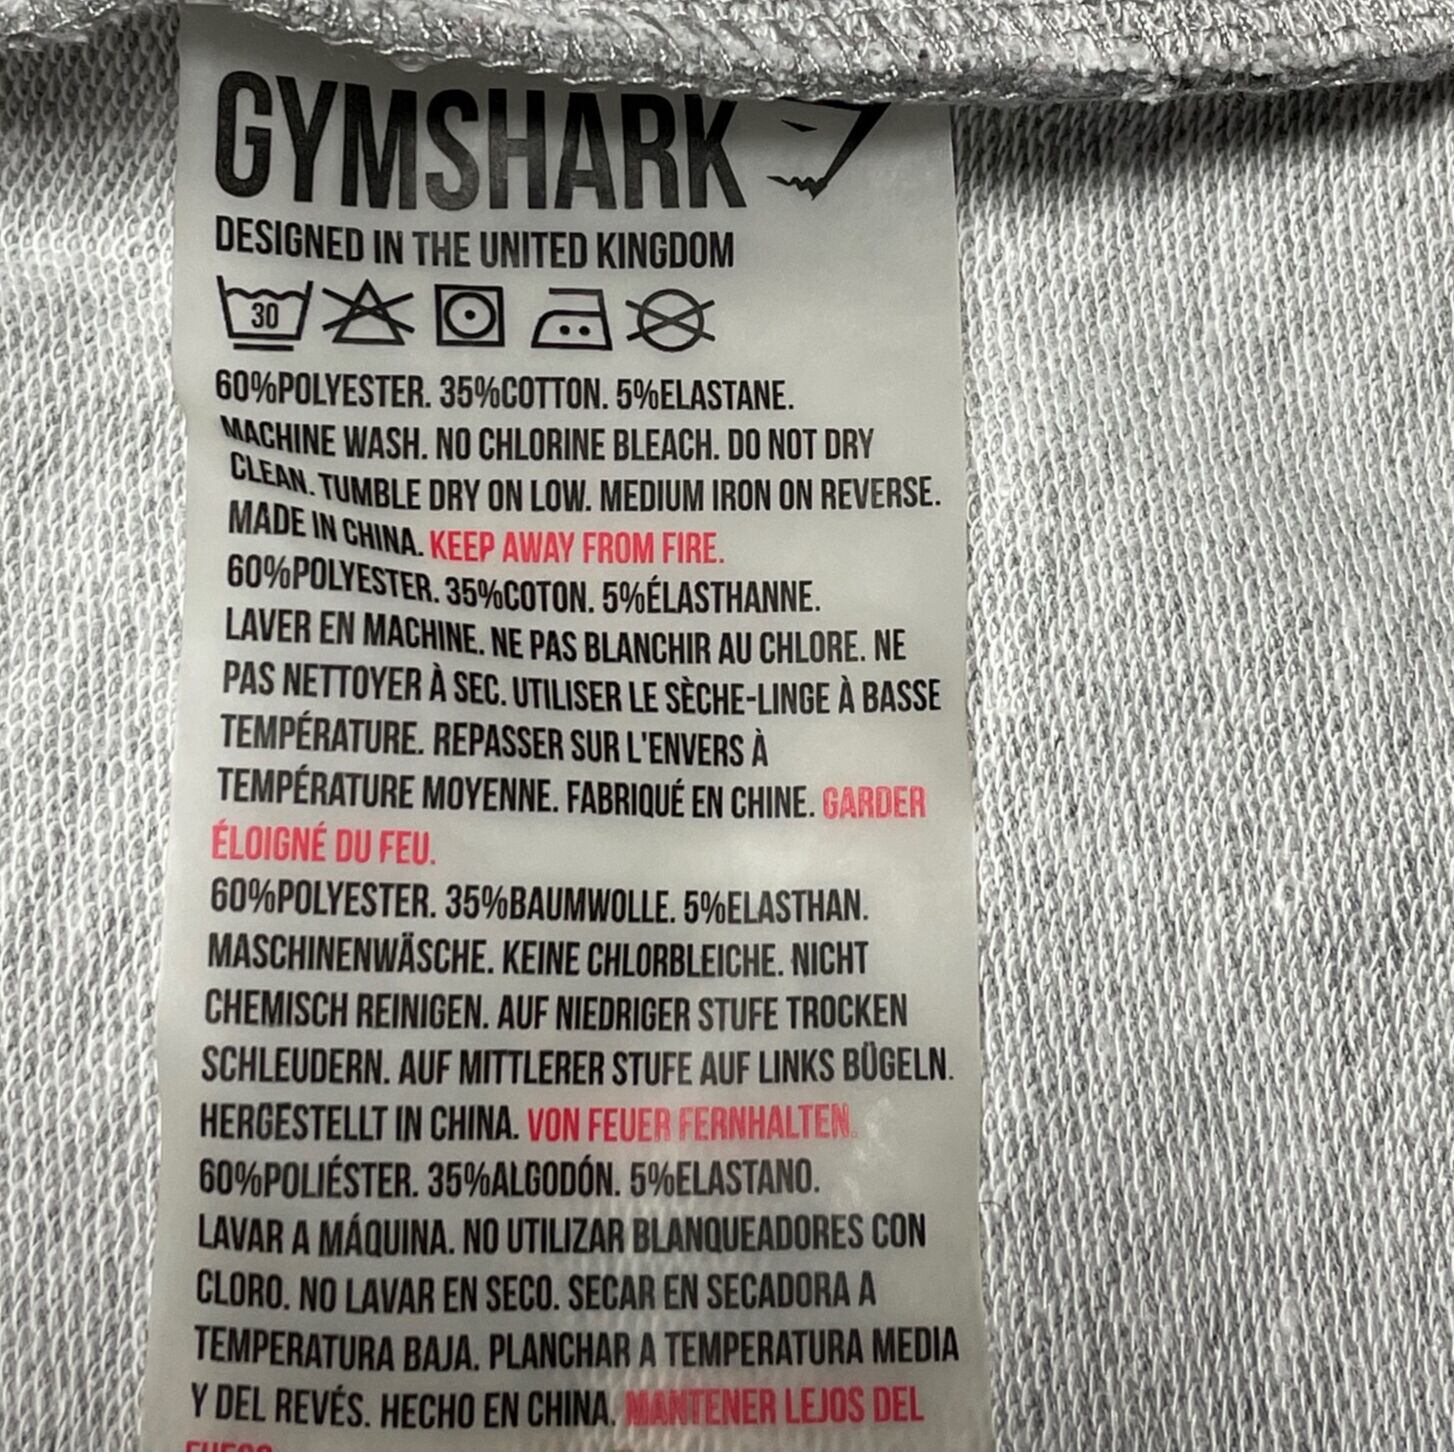 GYMSHARK
DESIGNED IN THE UNITED KINGDOM
30
60%POLYESTER. 35%COTTON. 5%ELASTANE.
MACHINE WASH. NO CHLORINE BLEACH. DO NOT DRY
CLEAN. TUMBLE DRY ON LOW. MEDIUM IRON ON REVERSE.
MADE IN CHINA. KEEP AWAY FROM FIRE.
60%POLYESTER. 35%COTON. 5%ÉLASTHANNE.
LAVER EN MACHINE. NE PAS BLANCHIR AU CHLORE. NE
PAS NETTOYER À SEC. UTILISER LE SÈCHE-LINGE À BASSE
TEMPÉRATURE. REPASSER SUR L'ENVERS À
TEMPÉRATURE MOYENNE. FABRIQUÉ EN CHINE. GARDER
ÉLOIGNÉ DU FEU.
60%POLYESTER. 35%BAUMWOLLE. 5%ELASTHAN.
MASCHINENWÄSCHE. KEINE CHLORBLEICHE. NICHT
CHEMISCH REINIGEN. AUF NIEDRIGER STUFE TROCKEN
SCHLEUDERN. AUF MITTLERER STUFE AUF LINKS BÜGELN.
HERGESTELLT IN CHINA. VON FEUER FERNHALTEN.
60%POLIÉSTER. 35%ALGODÓN. 5%ELASTANO.
LAVAR A MÁQUINA. NO UTILIZAR BLANQUEADORES CON
CLORO. NO LAVAR EN SECO. SECAR EN SECADORA A
TEMPERATURA BAJA. PLANCHAR A TEMPERATURA MEDIA
Y DEL REVÉS. HECHO EN CHINA. MANTENER LEJOS DEL